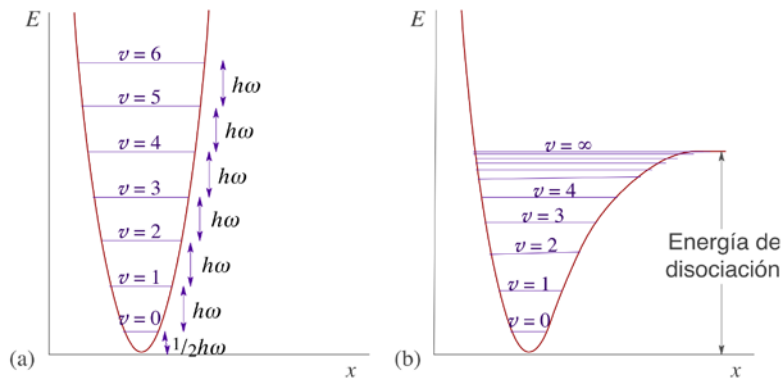 E
v = 6
hω
v = 5
hω
v = 4
hω
v = 3
hω
v = 2
hω
v = 1
hω
v = 0
1/2hω
(a)
x
E
v = ∞
v = 4
v = 3
v = 2
v = 1
v = 0
Energía de
disociación
(b)
x